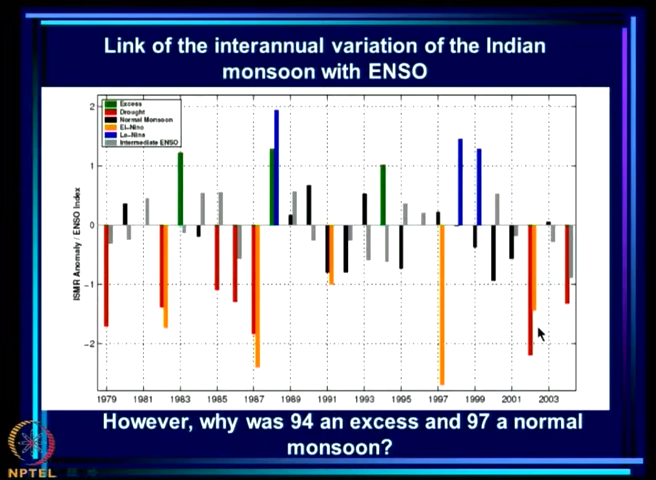 Link of the interannual variation of the Indian
monsoon with ENSO
Excess
Drought
Normal Monsoon
El-Nino
La-Nina
Intermediate ENSO
ISMR Anomaly / ENSO Index
2
1
0
−1
−2
1979 1981 1983 1985 1987 1989 1991 1993 1995 1997 1999 2001 2003
However, why was 94 an excess and 97 a normal
monsoon?
NPTEL